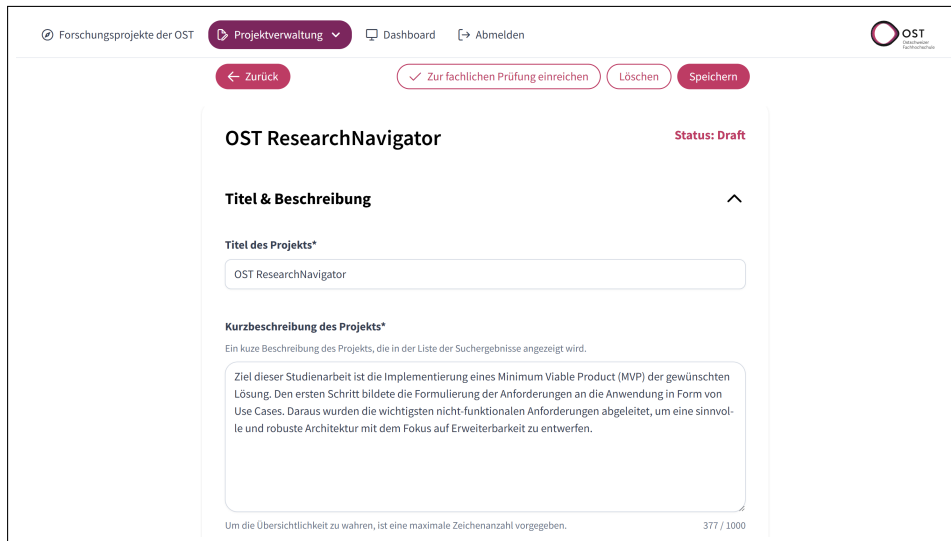 Forschungsprojekte der OST Projektverwaltung Dashboard Abmelden
OST
Ostschweizer
Fachhochschule
Zurück Zur fachlichen Prüfung einreichen Löschen Speichern
OST ResearchNavigator Status: Draft
Titel & Beschreibung
Titel des Projekts*
OST ResearchNavigator
Kurzbeschreibung des Projekts*
Ein kuze Beschreibung des Projekts, die in der Liste der Suchergebnisse angezeigt wird.
Ziel dieser Studienarbeit ist die Implementierung eines Minimum Viable Product (MVP) der gewünschten
Lösung. Den ersten Schritt bildete die Formulierung der Anforderungen an die Anwendung in Form von
Use Cases. Daraus wurden die wichtigsten nicht-funktionalen Anforderungen abgeleitet, um eine sinnvol-
le und robuste Architektur mit dem Fokus auf Erweiterbarkeit zu entwerfen.
Um die Übersichtlichkeit zu wahren, ist eine maximale Zeichenanzahl vorgegeben. 377 / 1000